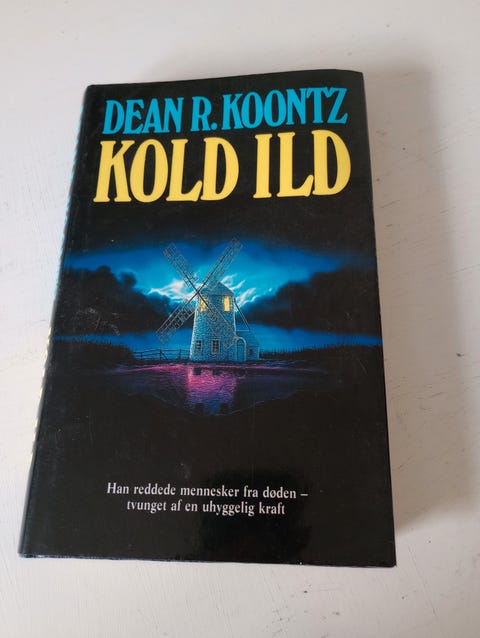 DEAN R. KOONTZ
KOLD ILD
Han reddede mennesker fra døden –
tvunget af en uhyggelig kraft